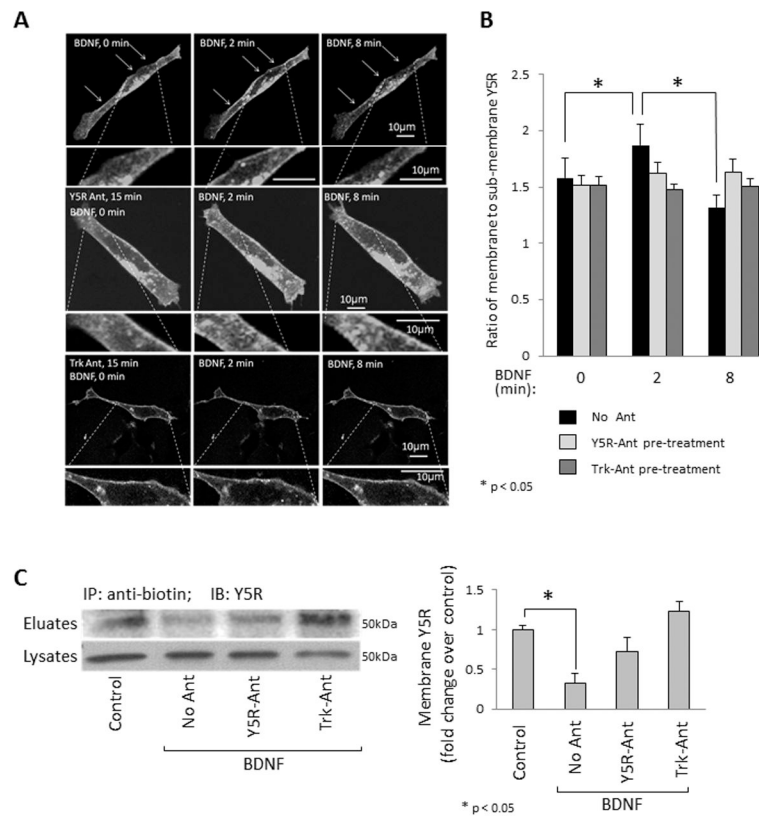 A
BDNF, 0 min
BDNF, 2 min
BDNF, 8 min
10µm
10µm
Y5R Ant, 15 min
BDNF, 0 min
BDNF, 2 min
BDNF, 8 min
10µm
10µm
Trk Ant, 15 min
BDNF, 0 min
BDNF, 2 min
BDNF, 8 min
10µm
10µm
B
Ratio of membrane to sub-membrane Y5R
2.5
2
1.5
1
0.5
0
*
*
BDNF (min):
0 2 8
No Ant
Y5R-Ant pre-treatment
Trk-Ant pre-treatment
* p < 0.05
C
IP: anti-biotin; IB: Y5R
Eluates 50kDa
Lysates 50kDa
Control
No Ant
Y5R-Ant
Trk-Ant
BDNF
Membrane Y5R
(fold change over control)
1.5
1
0.5
0
*
Control
No Ant
Y5R-Ant
Trk-Ant
BDNF
* p < 0.05